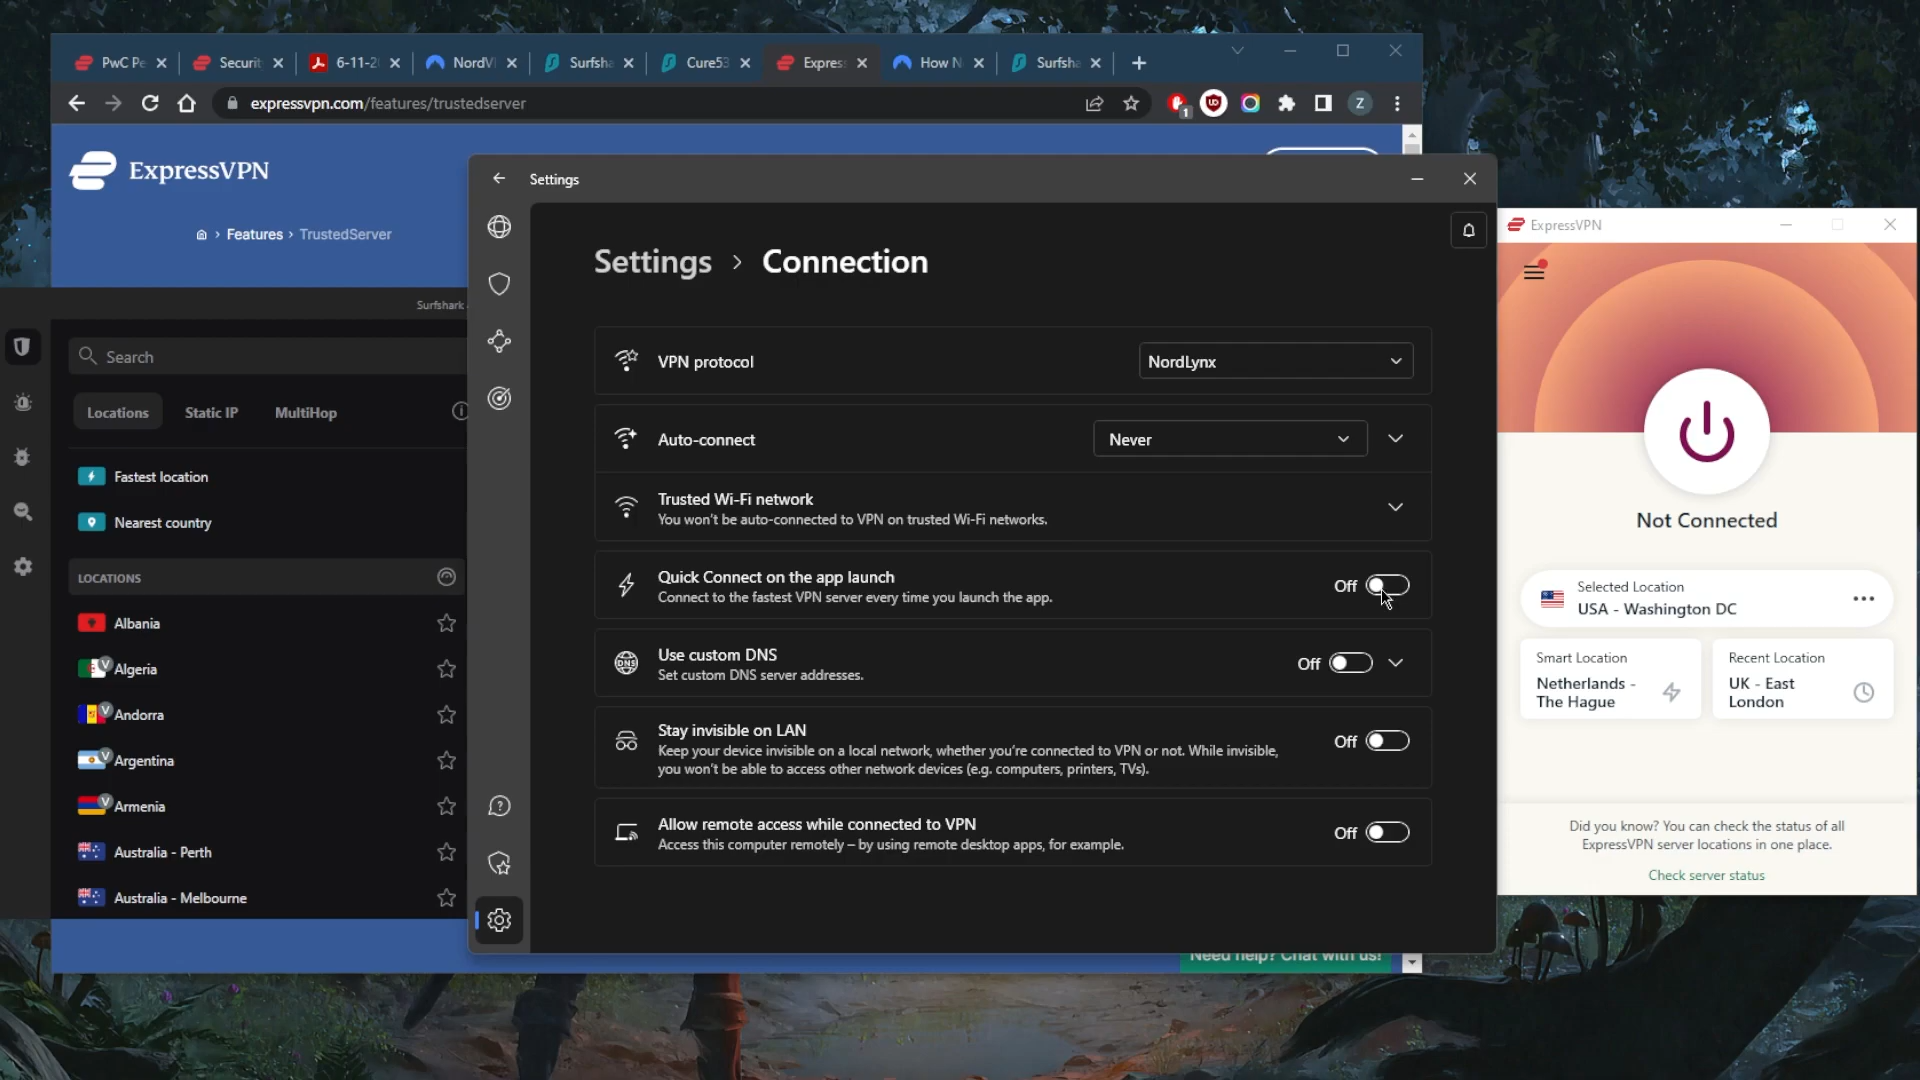 PwC Pe
Securit
6-11-2
NordV
Surfsha
Cure53
Express
How N
Surfsha
expressvpn.com/features/trustedserver
1
Z
ExpressVPN
Features › TrustedServer
Surfshark
Search
Locations
Static IP
MultiHop
Fastest location
Nearest country
LOCATIONS
Albania
V
Algeria
V
Andorra
V
Argentina
V
Armenia
Australia - Perth
Australia - Melbourne
Settings
Settings > Connection
VPN protocol
NordLynx
Auto-connect
Never
Trusted Wi-Fi network
You won't be auto-connected to VPN on trusted Wi-Fi networks.
Quick Connect on the app launch
Connect to the fastest VPN server every time you launch the app.
Off
DNS
Use custom DNS
Set custom DNS server addresses.
Off
Stay invisible on LAN
Keep your device invisible on a local network, whether you're connected to VPN or not. While invisible,
you won't be able to access other network devices (e.g. computers, printers, TVs).
Off
Allow remote access while connected to VPN
Access this computer remotely – by using remote desktop apps, for example.
Off
Need help? Chat with us!
ExpressVPN
Not Connected
Selected Location
USA - Washington DC
Smart Location
Netherlands -
The Hague
Recent Location
UK - East
London
Did you know? You can check the status of all
ExpressVPN server locations in one place.
Check server status